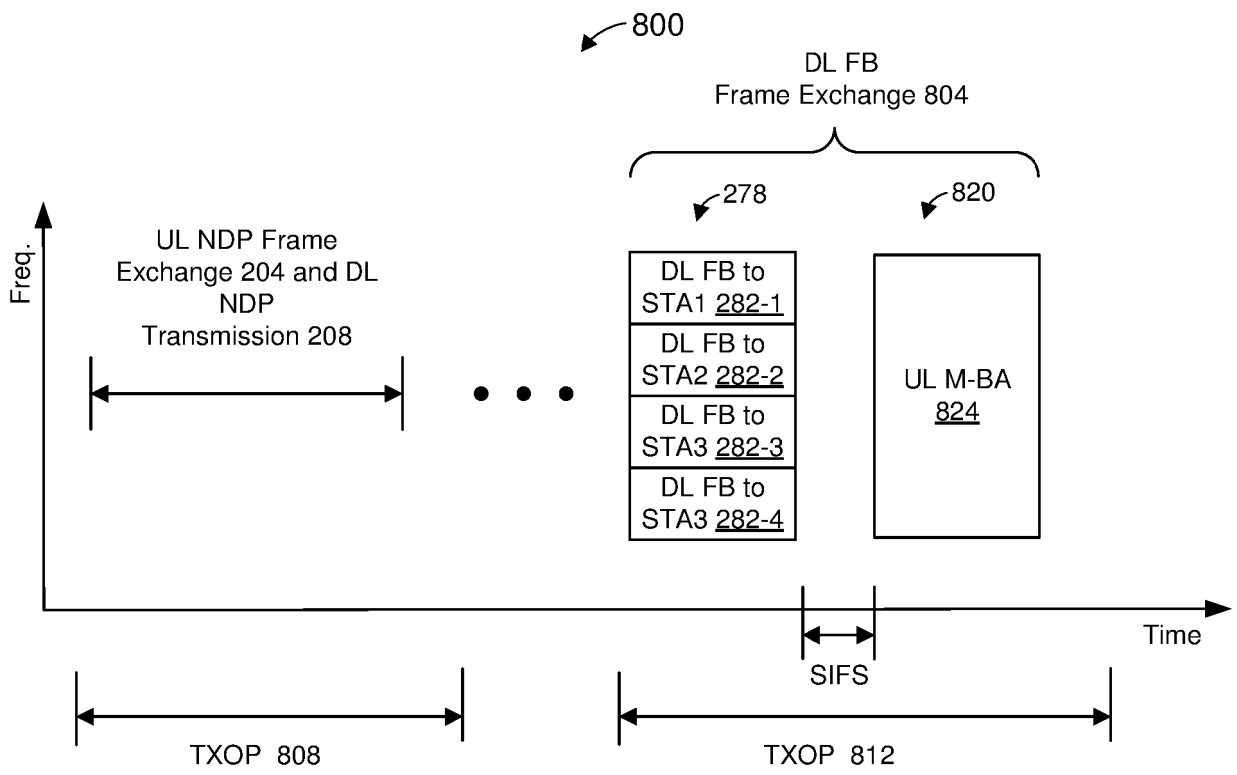 800
DL FB
Frame Exchange 804
278
820
Freq.
UL NDP Frame
Exchange 204 and DL
NDP
Transmission 208
DL FB to
STA1 282-1
DL FB to
STA2 282-2
DL FB to
STA3 282-3
DL FB to
STA3 282-4
UL M-BA
824
Time
SIFS
TXOP 808
TXOP 812